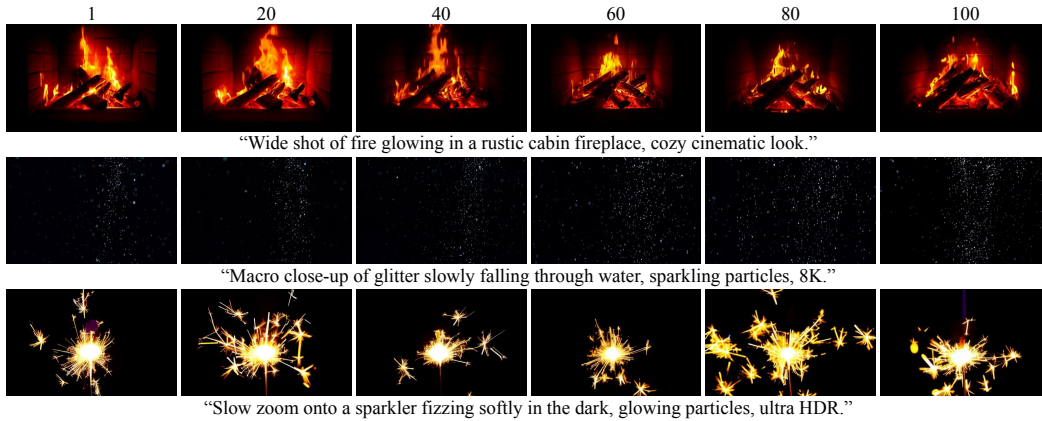 1 20 40 60 80 100
“Wide shot of fire glowing in a rustic cabin fireplace, cozy cinematic look.”
“Macro close-up of glitter slowly falling through water, sparkling particles, 8K.”
“Slow zoom onto a sparkler fizzing softly in the dark, glowing particles, ultra HDR.”